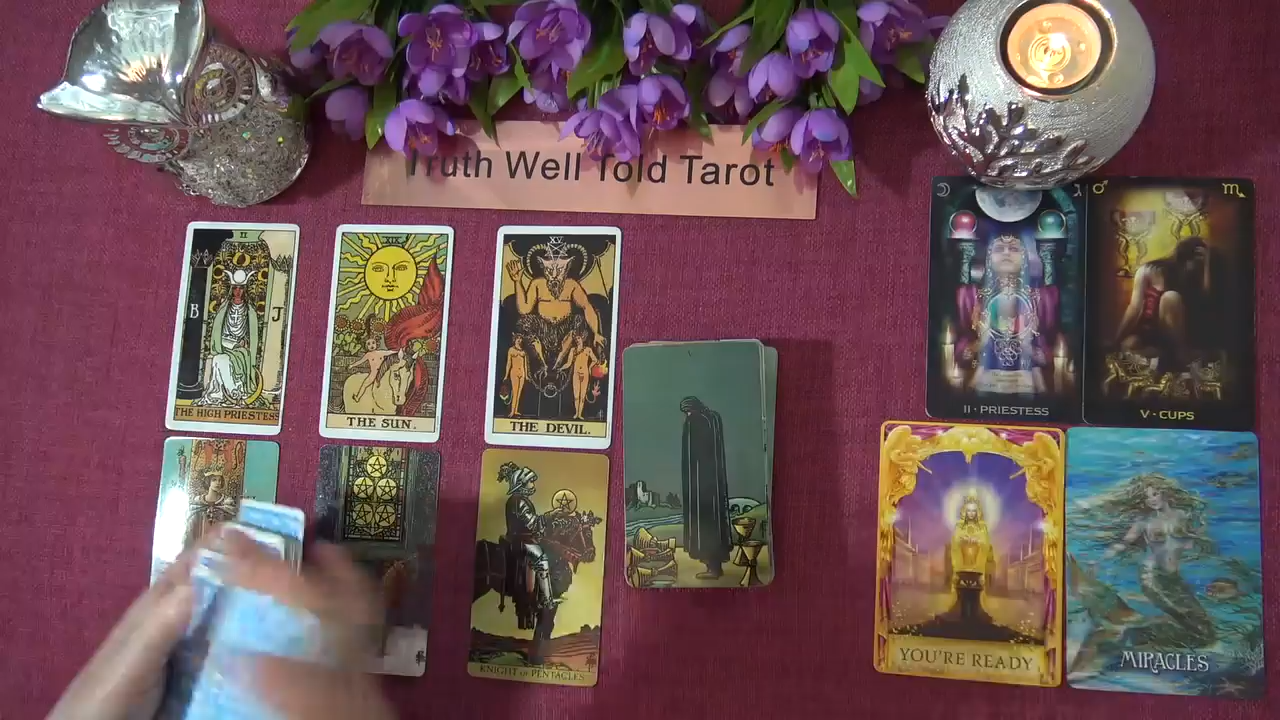 Truth Well Told Tarot
II
B
J
THE HIGH PRIESTESS
XIX
THE SUN.
XV
THE DEVIL.
KNIGHT OF PENTACLES
II · PRIESTESS
V · CUPS
YOU'RE READY
MIRACLES